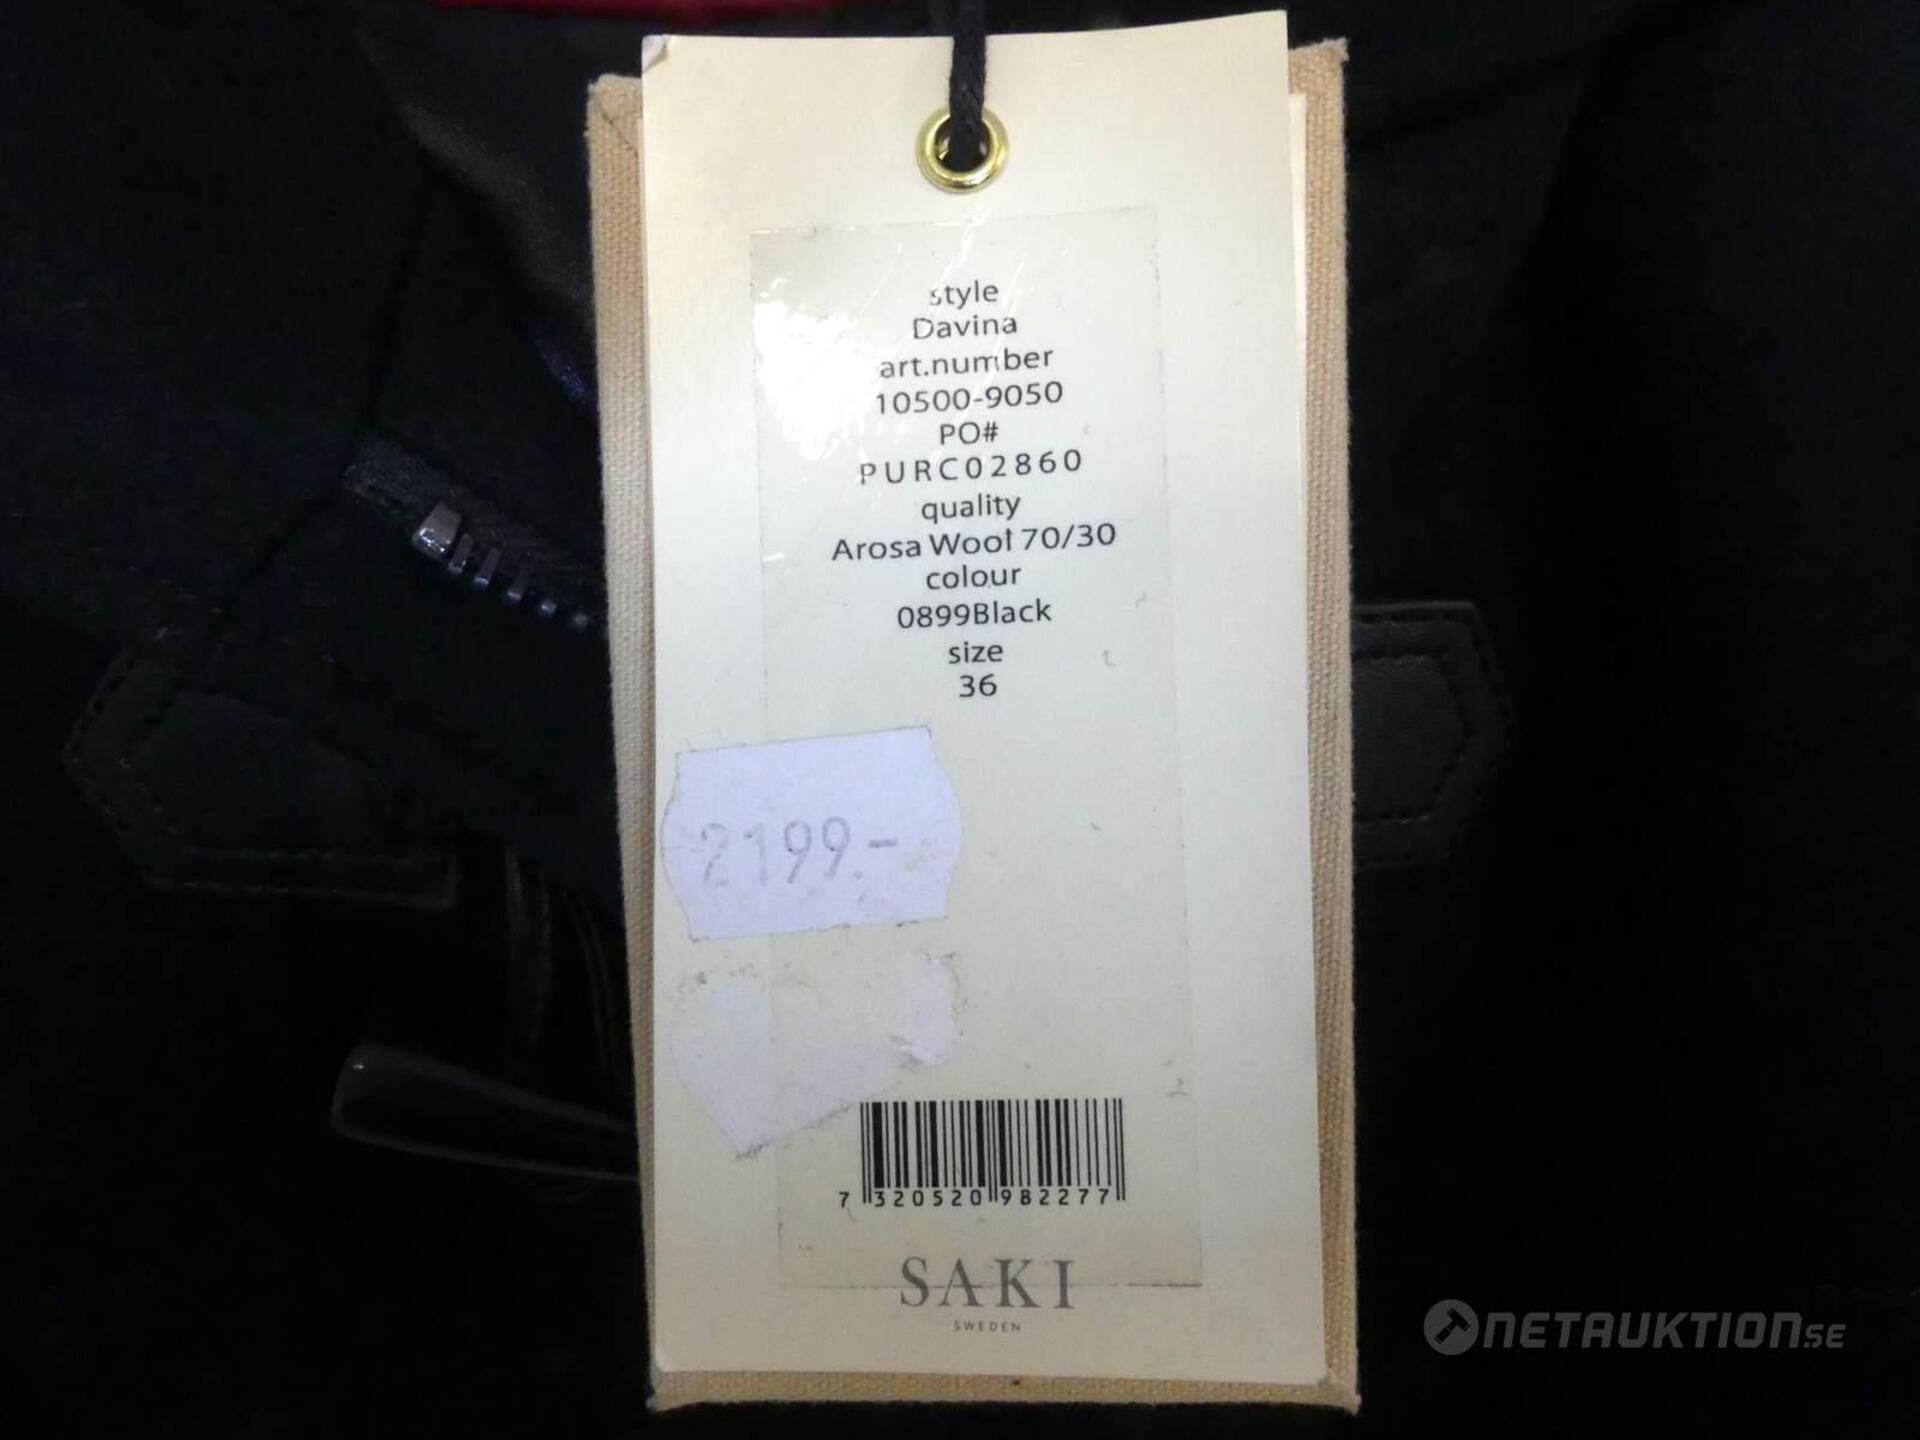 style
Davina
art.number
10500-9050
PO#
PURC02860
quality
Arosa Wool 70/30
colour
0899Black
size
36
2199.-
7 320520 982277
SAKI
SWEDEN
NETAUKTION.SE